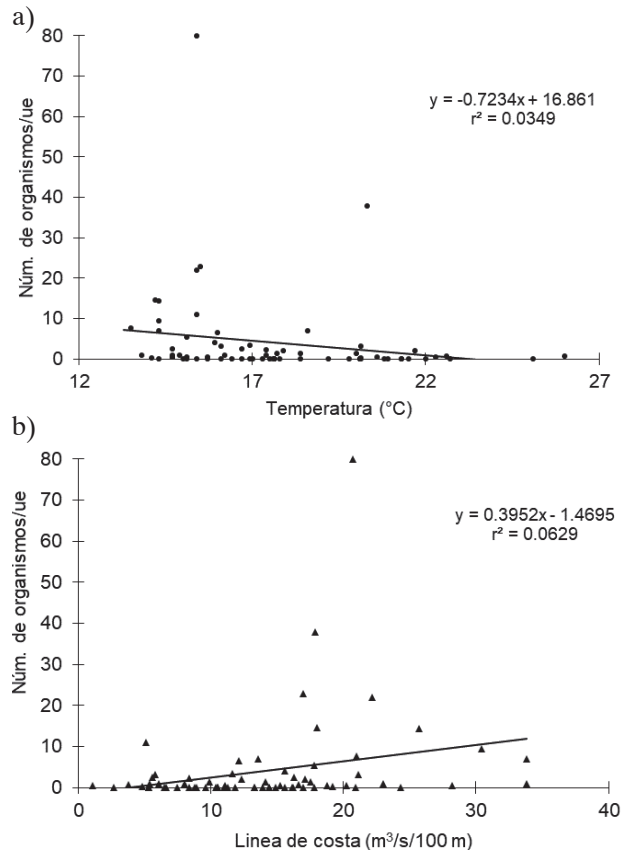 a)
80
70
60
50
40
30
20
10
0
Núm. de organismos/ue
y = -0.7234x + 16.861
r² = 0.0349
12 17 22 27
Temperatura (°C)
b)
80
70
60
50
40
30
20
10
0
Núm. de organismos/ue
y = 0.3952x - 1.4695
r² = 0.0629
0 10 20 30 40
Linea de costa (m³/s/100 m)